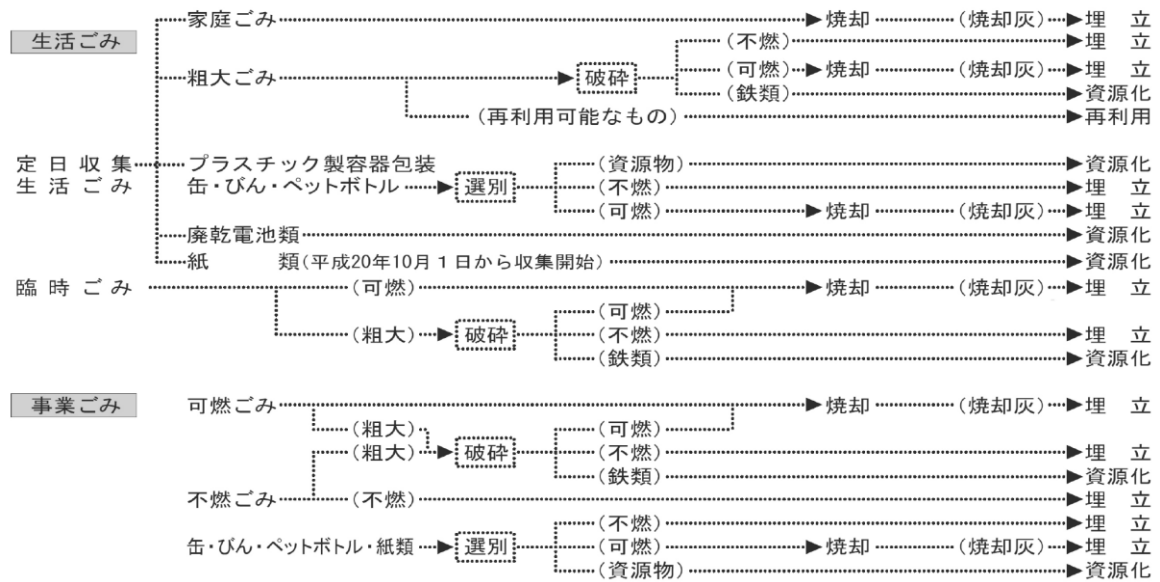 家庭ごみ 焼却 (焼却灰) 埋 立
生活ごみ (不燃) 埋 立
粗大ごみ 破砕 (可燃) 焼却 (焼却灰) 埋 立
(鉄類) 資源化
(再利用可能なもの) 再利用
定日収集 プラスチック製容器包装 (資源物) 資源化
生活ごみ 缶・びん・ペットボトル 選別 (不燃) 埋 立
(可燃) 焼却 (焼却灰) 埋 立
廃乾電池類 資源化
紙 類(平成20年10月1日から収集開始) 資源化
臨時ごみ (可燃) 焼却 (焼却灰) 埋 立
(可燃)
(粗大) 破砕 (不燃) 埋 立
(鉄類) 資源化
事業ごみ 可燃ごみ 焼却 (焼却灰) 埋 立
(粗大) (可燃)
(粗大) 破砕 (不燃) 埋 立
(鉄類) 資源化
不燃ごみ (不燃) 埋 立
(不燃) 埋 立
缶・びん・ペットボトル・紙類 選別 (可燃) 焼却 (焼却灰) 埋 立
(資源物) 資源化